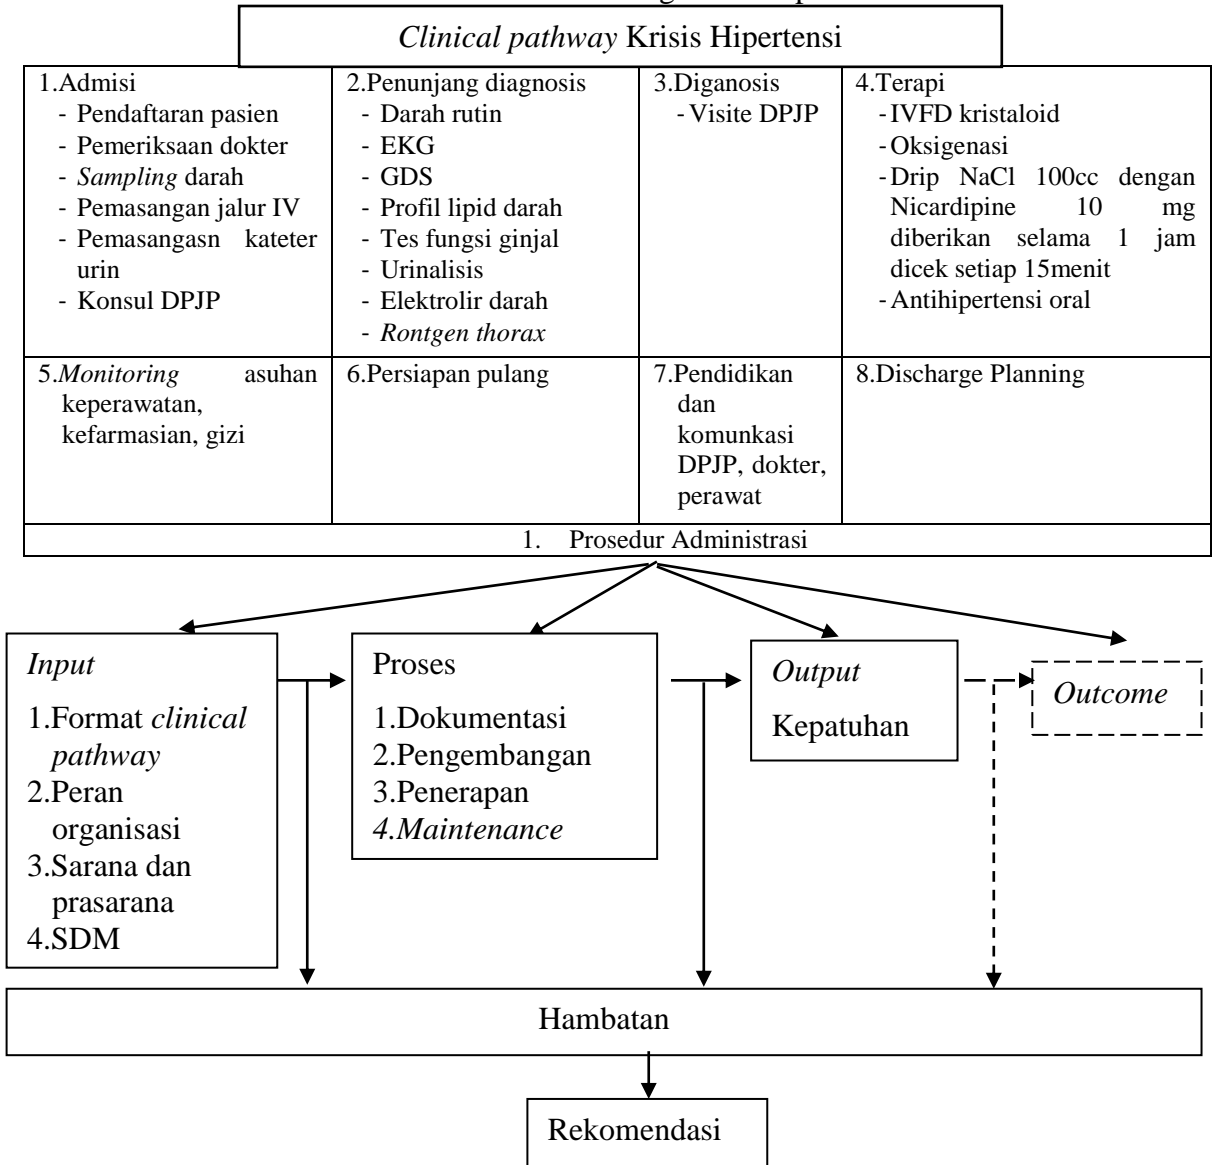 Clinical pathway Krisis Hipertensi
1.Admisi
- Pendaftaran pasien
- Pemeriksaan dokter
- Sampling darah
- Pemasangan jalur IV
- Pemasangasn kateter
urin
- Konsul DPJP
2.Penunjang diagnosis
- Darah rutin
- EKG
- GDS
- Profil lipid darah
- Tes fungsi ginjal
- Urinalisis
- Elektrolir darah
- Rontgen thorax
3.Diganosis
- Visite DPJP
4.Terapi
- IVFD kristaloid
- Oksigenasi
- Drip NaCl 100cc dengan
Nicardipine 10 mg
diberikan selama 1 jam
dicek setiap 15menit
- Antihipertensi oral
5.Monitoring asuhan
keperawatan,
kefarmasian, gizi
6.Persiapan pulang
7.Pendidikan
dan
komunkasi
DPJP, dokter,
perawat
8.Discharge Planning
1. Prosedur Administrasi
Input
1.Format clinical
pathway
2.Peran
organisasi
3.Sarana dan
prasarana
4.SDM
Proses
1.Dokumentasi
2.Pengembangan
3.Penerapan
4.Maintenance
Output
Kepatuhan
Outcome
Hambatan
Rekomendasi